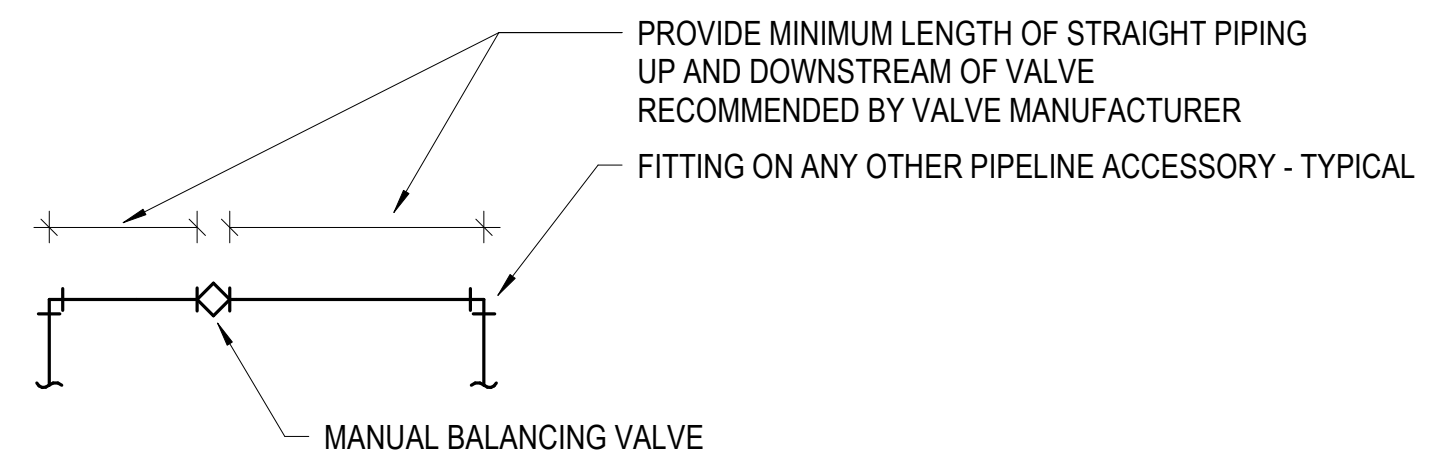 PROVIDE MINIMUM LENGTH OF STRAIGHT PIPING
UP AND DOWNSTREAM OF VALVE
RECOMMENDED BY VALVE MANUFACTURER
FITTING ON ANY OTHER PIPELINE ACCESSORY - TYPICAL
MANUAL BALANCING VALVE